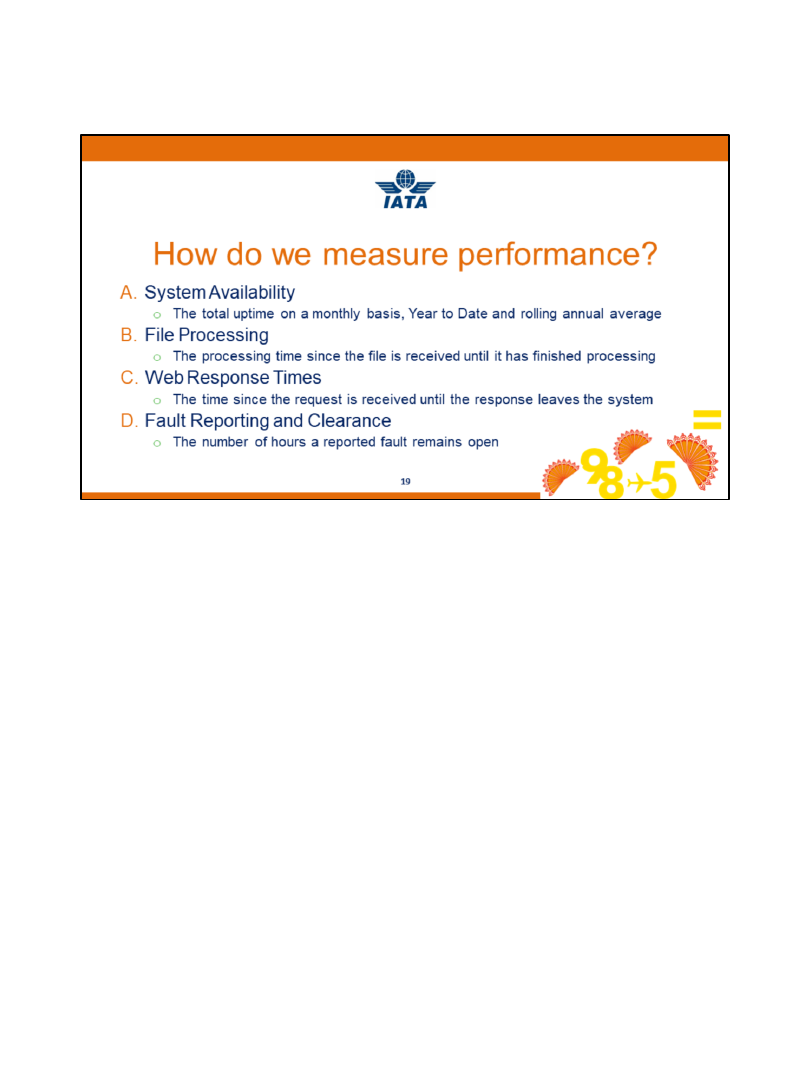 IATA
How do we measure performance?
A. System Availability
o The total uptime on a monthly basis, Year to Date and rolling annual average
B. File Processing
o The processing time since the file is received until it has finished processing
C. Web Response Times
o The time since the request is received until the response leaves the system
D. Fault Reporting and Clearance
o The number of hours a reported fault remains open
=
98 5
19